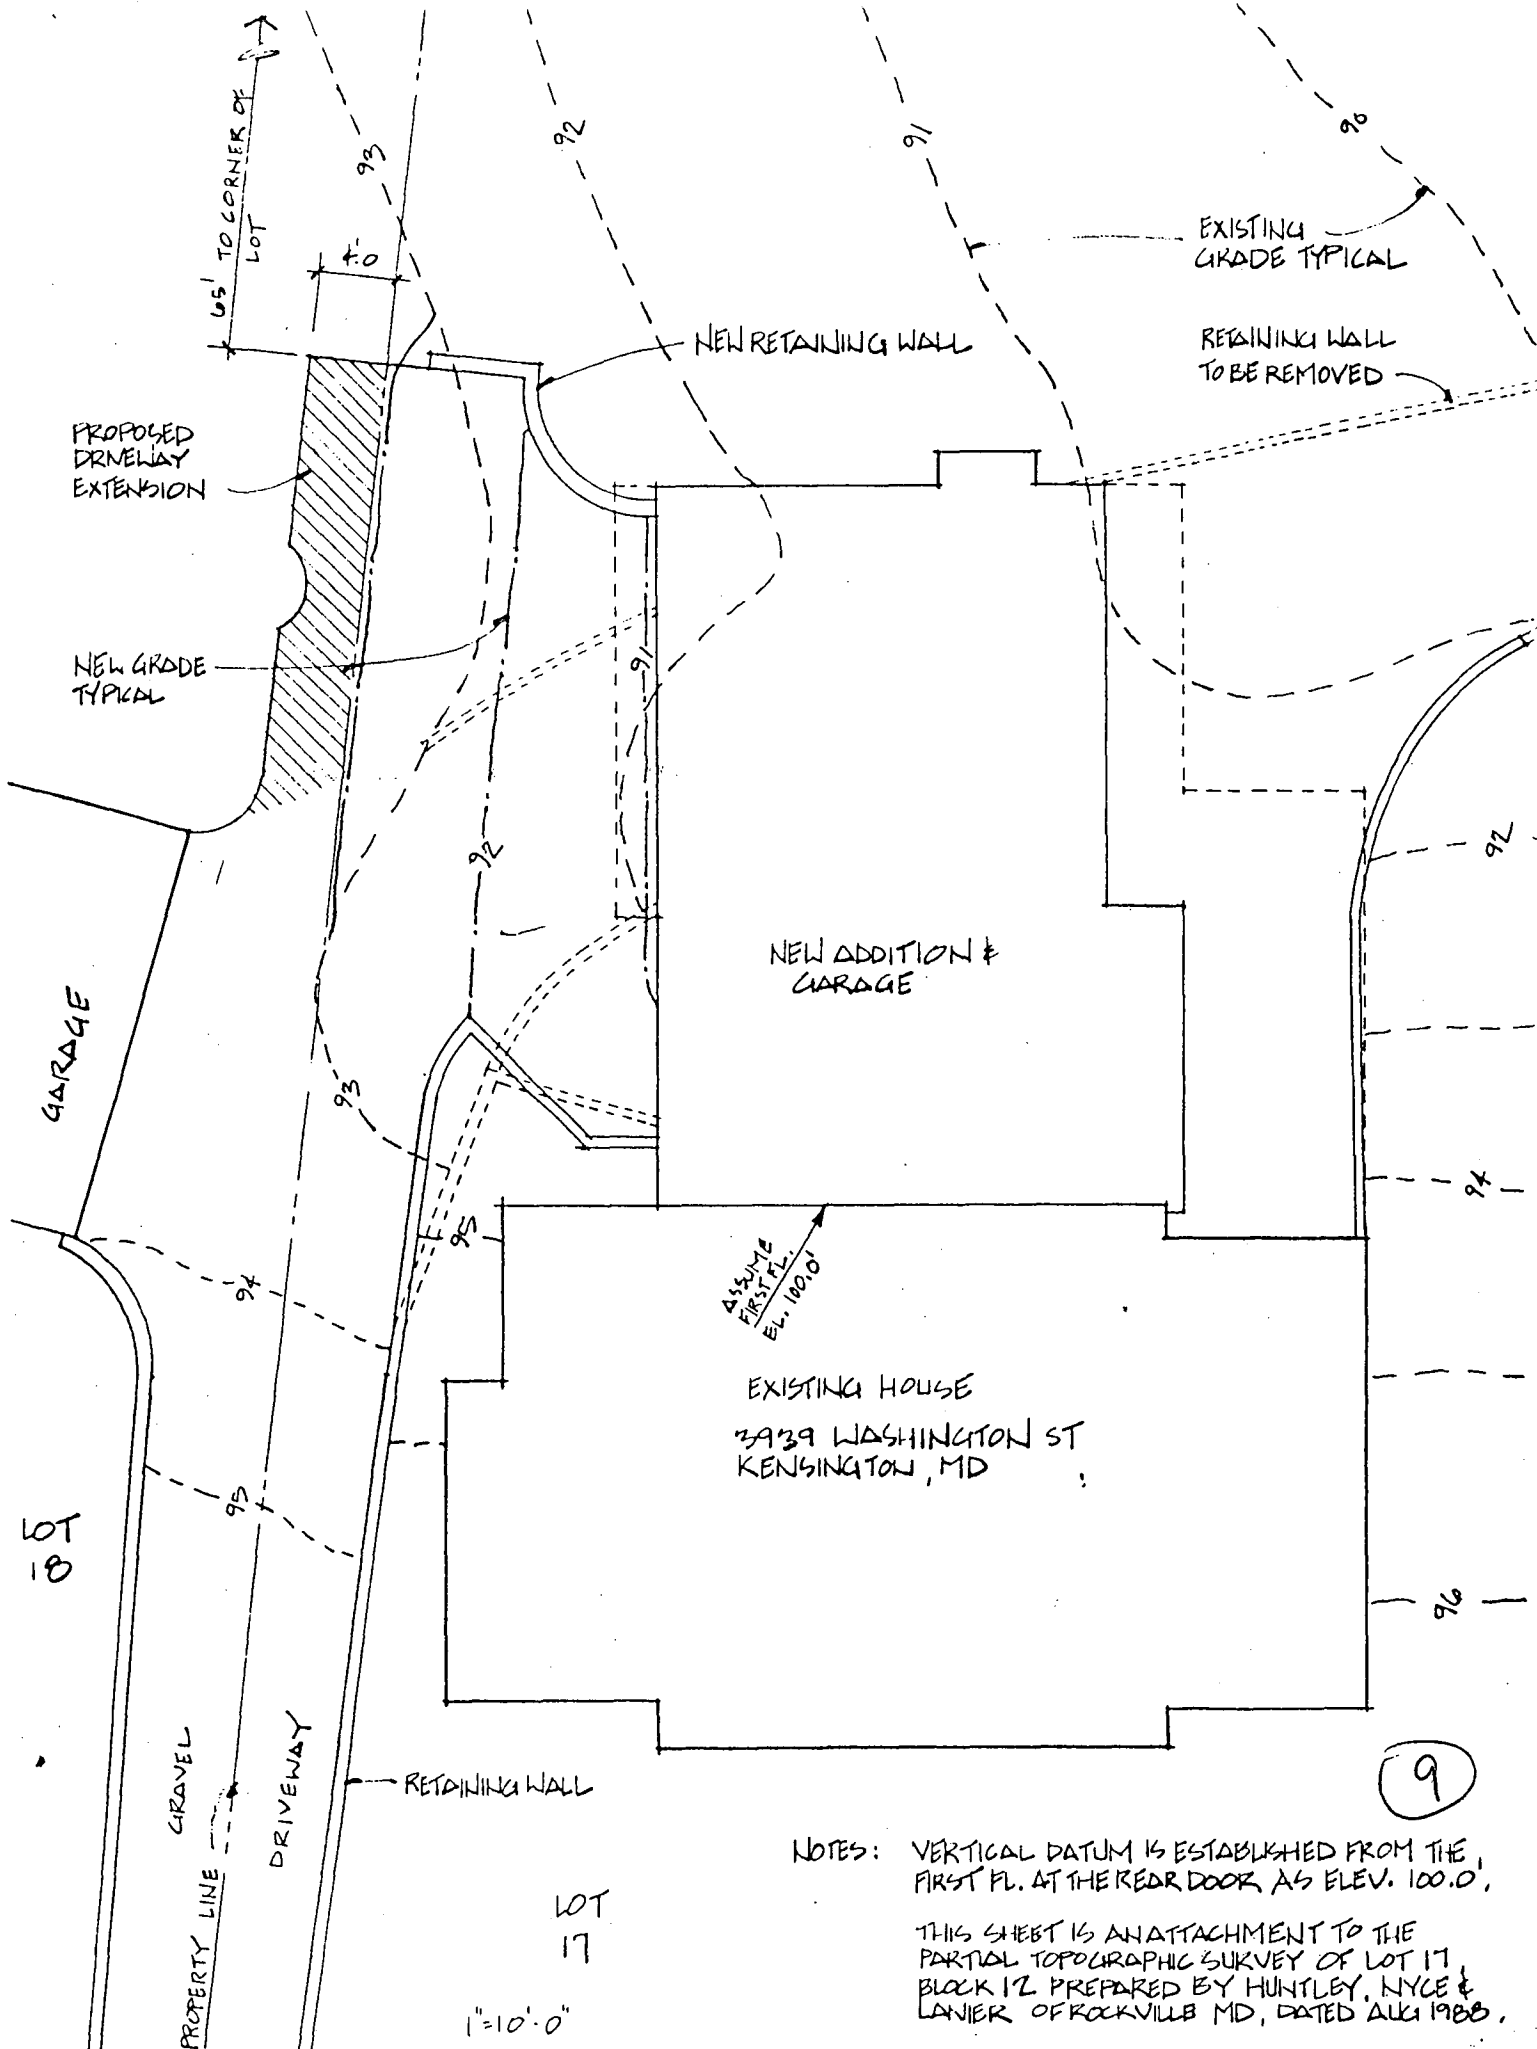 65' TO CORNER OF
LOT
93
92
91
90
4.0
EXISTING
GRADE TYPICAL
NEW RETAINING WALL
RETAINING WALL
TO BE REMOVED
PROPOSED
DRIVEWAY
EXTENSION
NEW GRADE
TYPICAL
91
92
92
NEW ADDITION &
GARAGE
GARAGE
93
94
95
94
ASSUME
FIRST FL.
EL. 100.0'
EXISTING HOUSE
3939 WASHINGTON ST
KENSINGTON, MD
95
LOT
18
96
GRAVEL
DRIVEWAY
PROPERTY LINE
RETAINING WALL
9
NOTES: VERTICAL DATUM IS ESTABLISHED FROM THE
FIRST FL. AT THE REAR DOOR AS ELEV. 100.0'.
LOT
17
THIS SHEET IS AN ATTACHMENT TO THE
PARTIAL TOPOGRAPHIC SURVEY OF LOT 17,
BLOCK 12 PREPARED BY HUNTLEY, NYCE &
LANIER OF ROCKVILLE MD, DATED AUG 1988.
1"=10'-0"